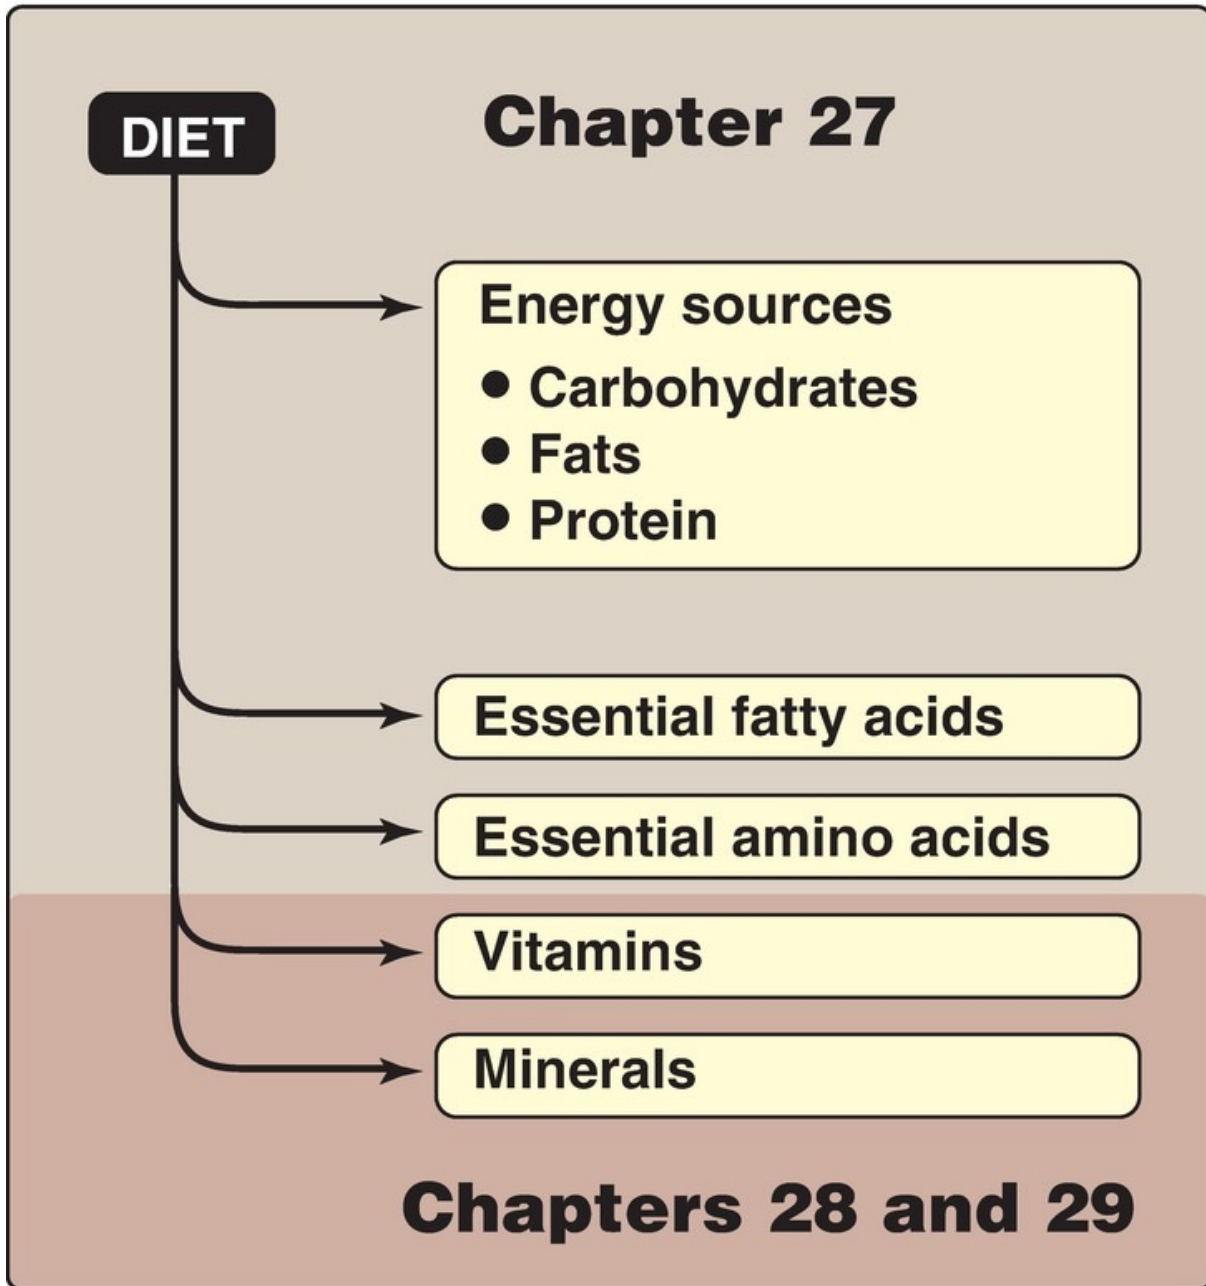 DIET
Chapter 27
Energy sources
● Carbohydrates
● Fats
● Protein
Essential fatty acids
Essential amino acids
Vitamins
Minerals
Chapters 28 and 29